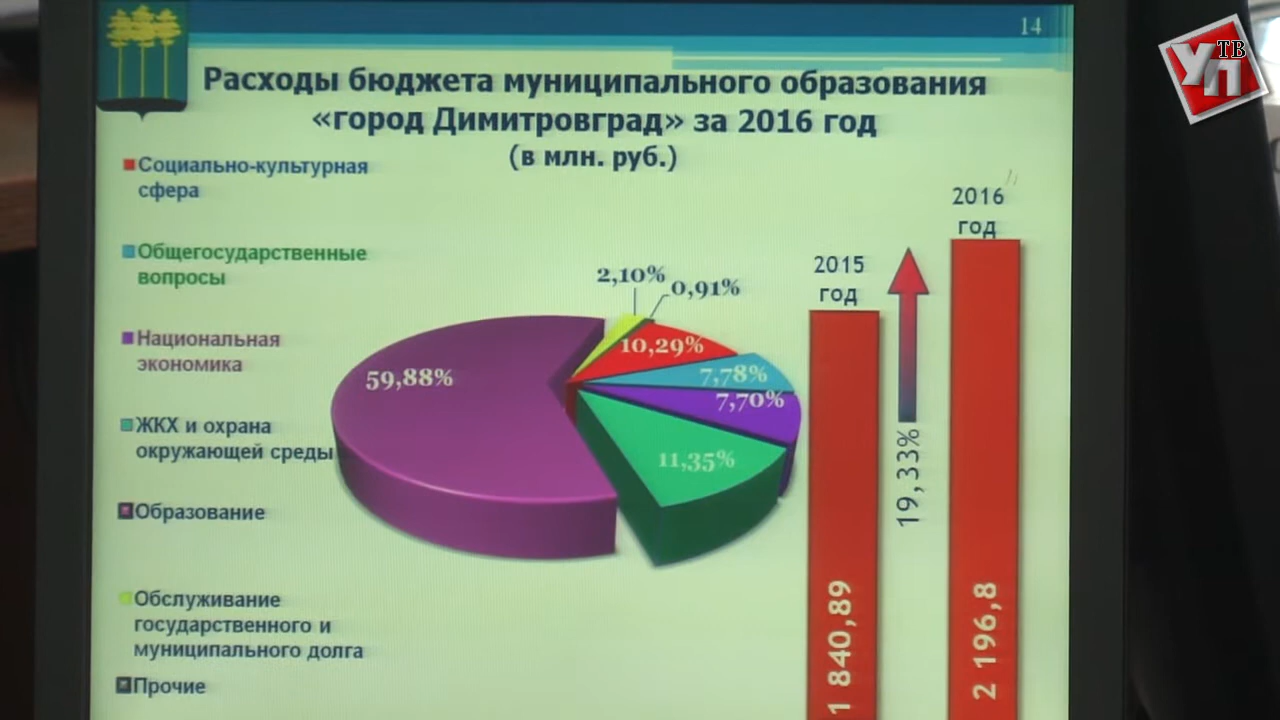 14
УП ТВ
Расходы бюджета муниципального образования
«город Димитровград» за 2016 год
(в млн. руб.)
Социально-культурная
сфера
Общегосударственные
вопросы
Национальная
экономика
ЖКХ и охрана
окружающей среды
Образование
Обслуживание
государственного и
муниципального долга
Прочие
2,10%
0,91%
10,29%
7,78%
7,70%
11,35%
59,88%
2015
год
1 840,89
19,33%
2016
год
2 196,8